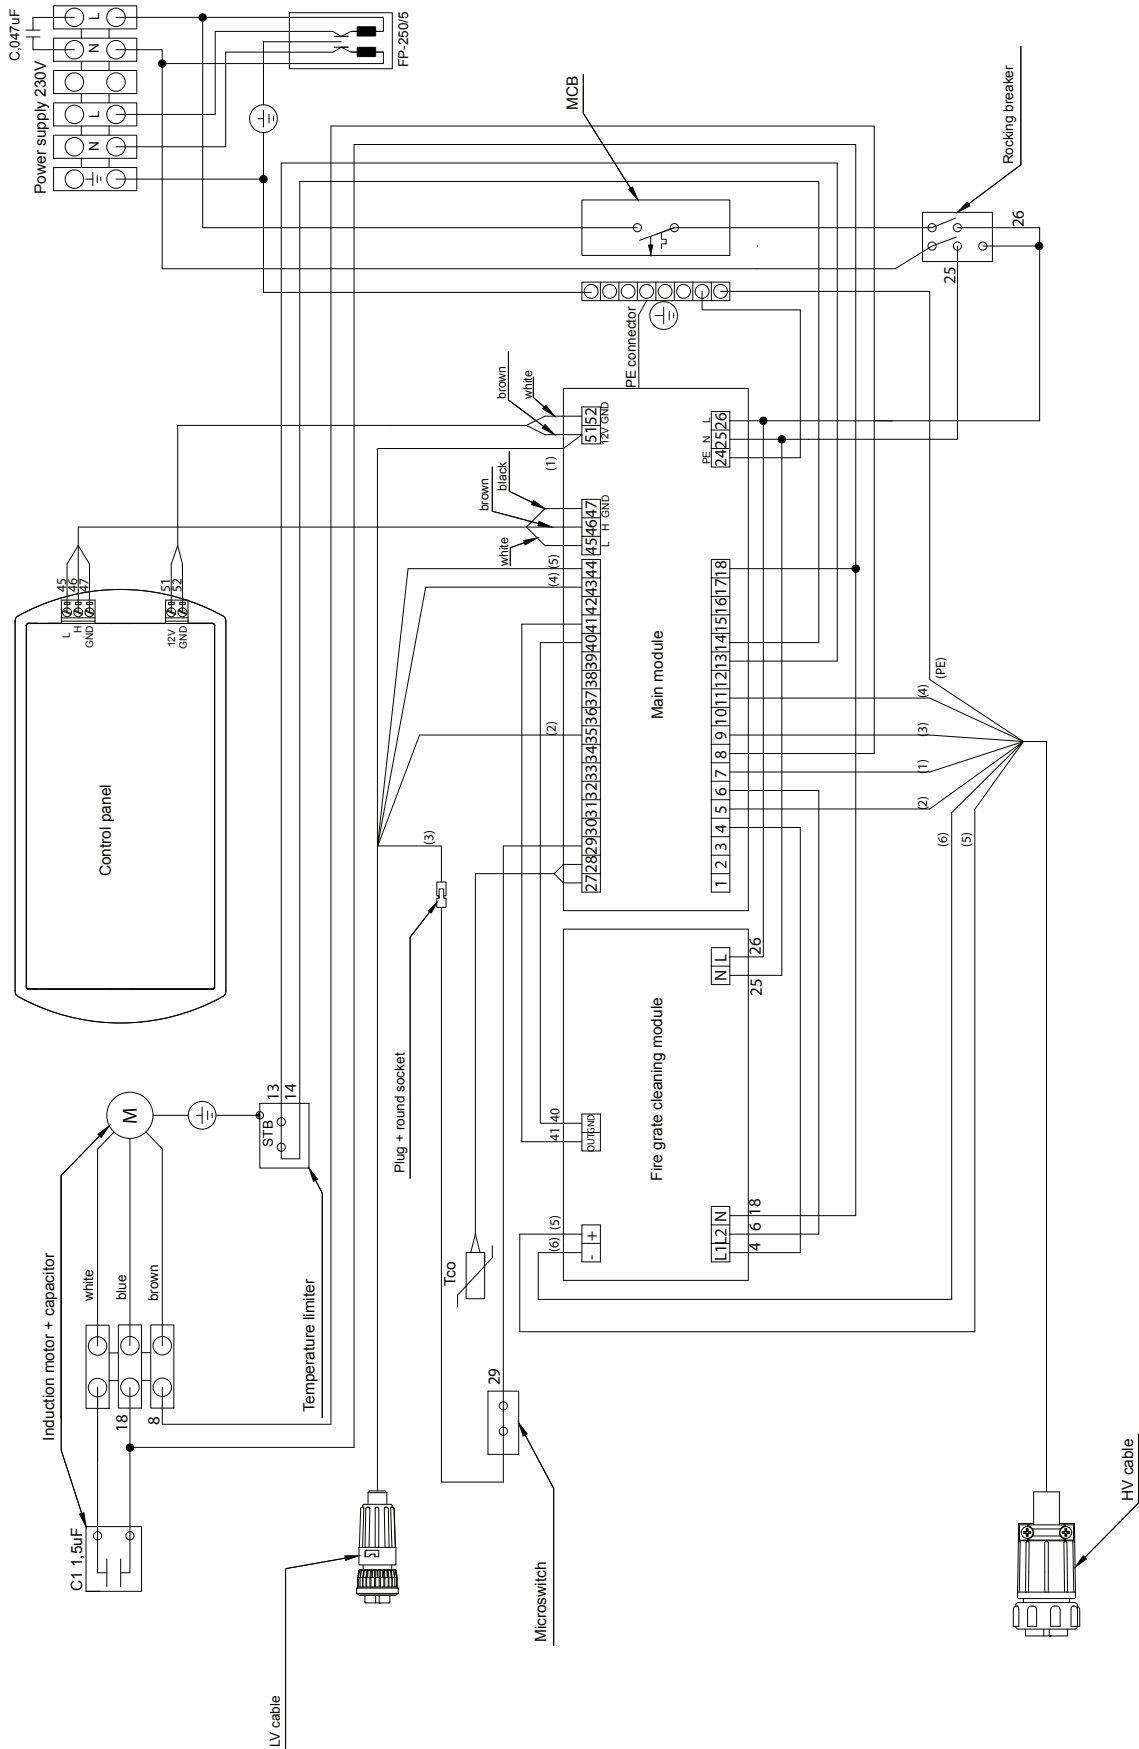 C,047uF
Power supply 230V
L
N
L
N
FP-250/5
MCB
Rocking breaker
26
25
PE connector
brown
white
51 52
12V GND
(1)
black
brown
white
45 46 47
L H GND
L N PE
24 25 26
Control panel
45
46
47
L
H
GND
51
52
12V
GND
(5)
(4)
(2)
27 28 29 30 31 32 33 34 35 36 37 38 39 40 41 42 43 44
Main module
1 2 3 4 5 6 7 8 9 10 11 12 13 14 15 16 17 18
(PE)
(4)
(3)
(1)
(2)
(6)
(5)
(3)
Plug + round socket
N L
25 26
Fire grate cleaning module
41 40
OUT GND
(6) (5)
- +
L1 L2 N
4 6 18
Tco
M
STB
13
14
Temperature limiter
Induction motor + capacitor
white
blue
brown
18
8
C1 1,5uF
29
Microswitch
LV cable
HV cable